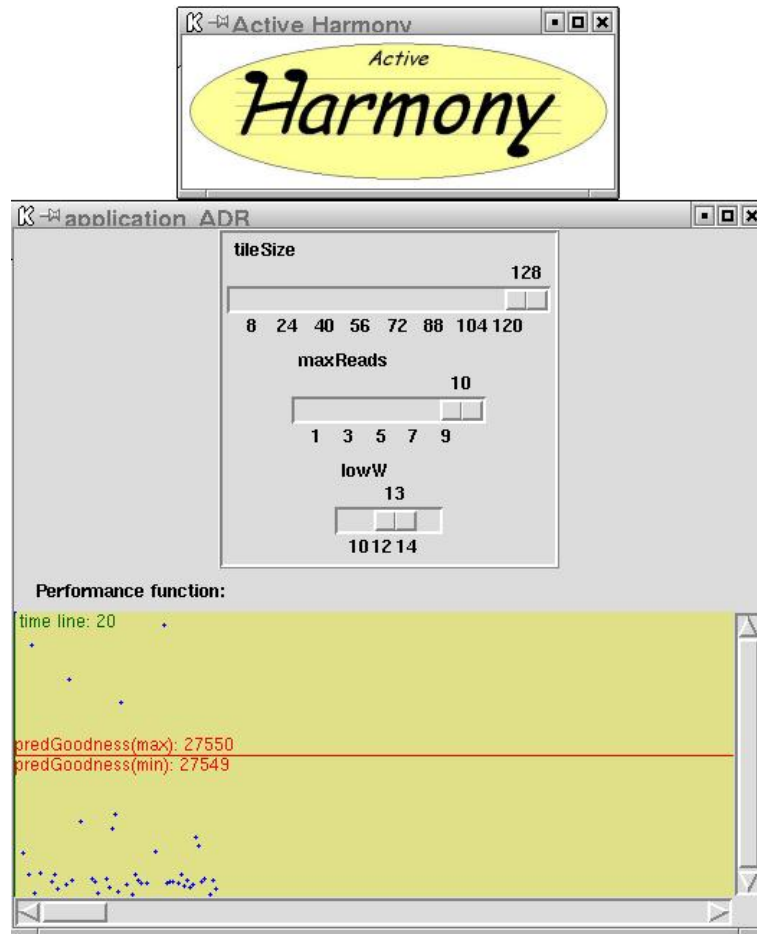 Active Harmony
Active
Harmony
application ADR
tileSize
128
8 24 40 56 72 88 104 120
maxReads
10
1 3 5 7 9
lowW
13
10 12 14
Performance function:
time line: 20
predGoodness(max): 27550
predGoodness(min): 27549